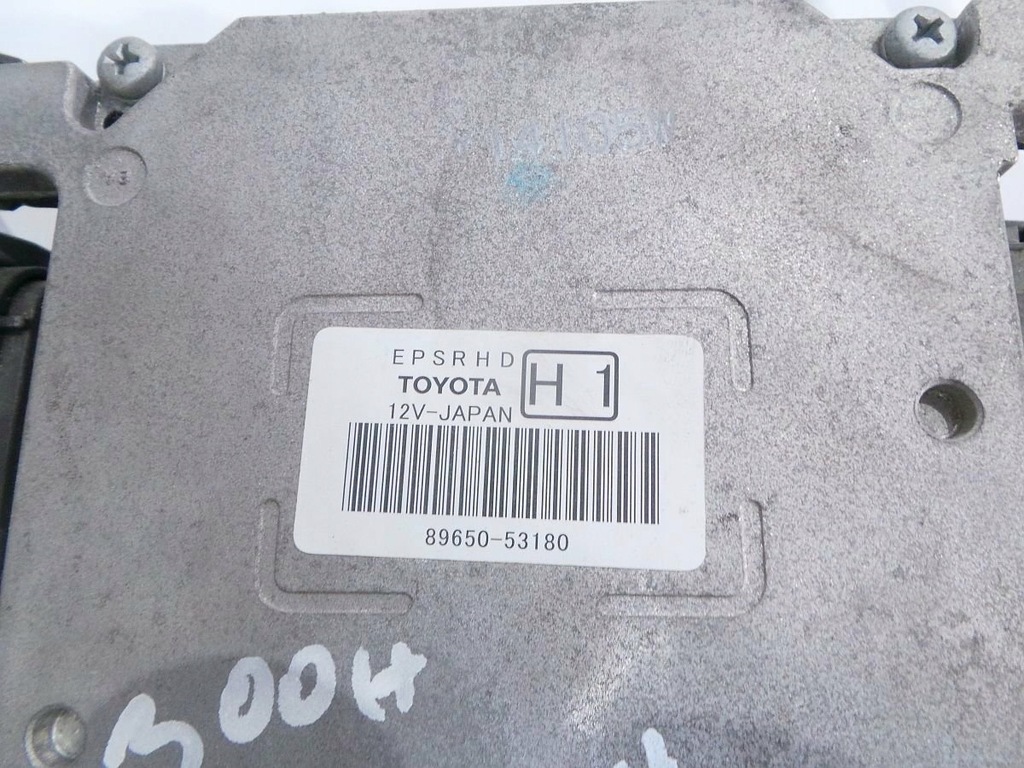 EPSRHD
TOYOTA
12V-JAPAN
H 1
89650-53180
300H